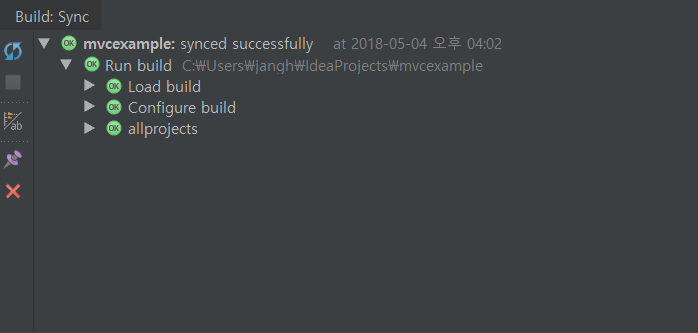 Build: Sync
OK mvcexample: synced successfully at 2018-05-04 오후 04:02
OK Run build C:₩Users₩jangh₩IdeaProjects₩mvcexample
OK Load build
OK Configure build
OK allprojects
ab